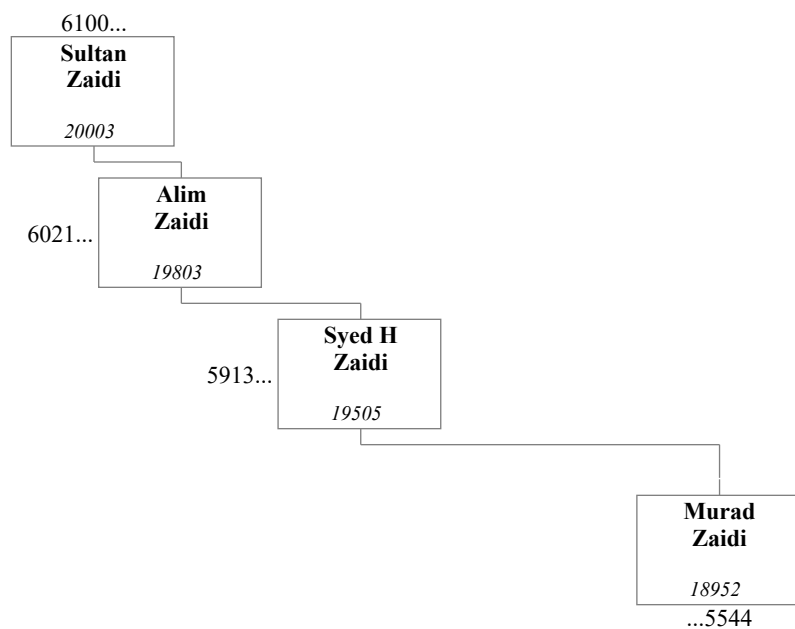 6100...
Sultan
Zaidi
20003
Alim
Zaidi
6021...
19803
Syed H
Zaidi
5913...
19505
Murad
Zaidi
18952
...5544